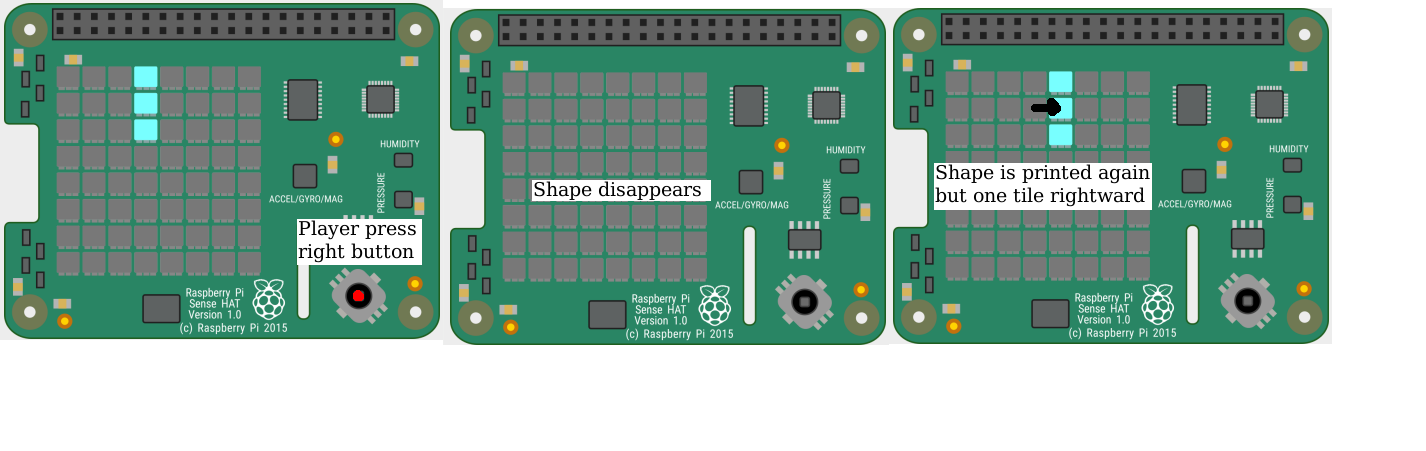 HUMIDITY
PRESSURE
ACCEL/GYRO/MAG
Player press
right button
Raspberry Pi
Sense HAT
Version 1.0
(c) Raspberry Pi 2015
HUMIDITY
PRESSURE
Shape disappears
ACCEL/GYRO/MAG
Raspberry Pi
Sense HAT
Version 1.0
(c) Raspberry Pi 2015
HUMIDITY
PRESSURE
Shape is printed again
but one tile rightward
ACCEL/GYRO/MAG
Raspberry Pi
Sense HAT
Version 1.0
(c) Raspberry Pi 2015